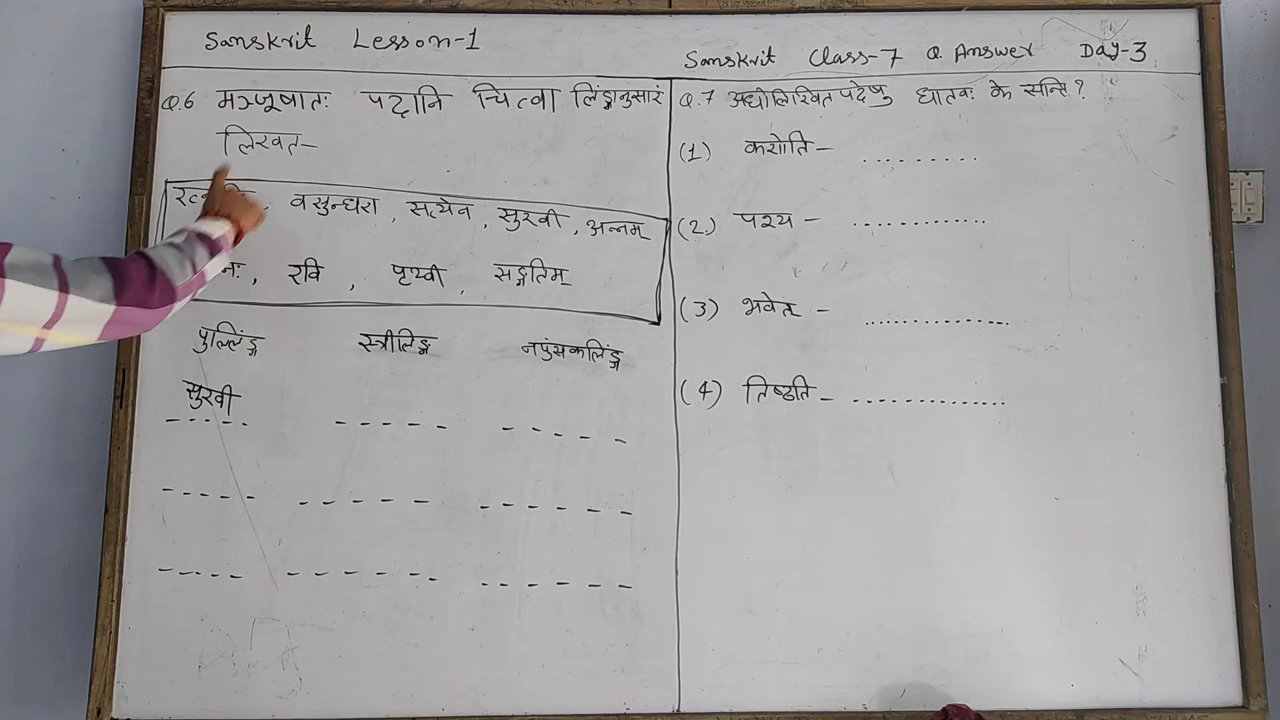 Sanskrit Lesson-1
Q.6 मञ्जूषातः पदानि चित्वा लिंङ्गानुसारं
लिखत-
वसुन्धरा, सत्येन, सुखी, अन्नम्
रवि, पृथ्वी, सङ्गतिम्
पुल्लिंङ्ग स्त्रीलिङ्ग नपुंसकलिंङ्ग
सुखी
Sanskrit Class-7 Q. Answer Day-3
Q.7 अधोलिखित पदेषु धातवः के सन्ति?
(1) करोति - ..........
(2.) पश्य - ..............
(3) भवेत् - ...............
(4) तिष्ठति - ...............